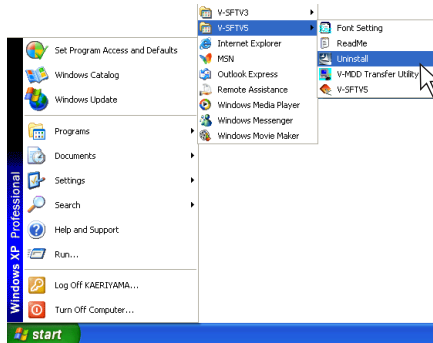 V-SFTV3
V-SFTV5
Internet Explorer
MSN
Outlook Express
Remote Assistance
Windows Media Player
Windows Messenger
Windows Movie Maker
Font Setting
ReadMe
Uninstall
V-MDD Transfer Utility
V-SFTV5
Set Program Access and Defaults
Windows Catalog
Windows Update
Programs
Documents
Settings
Search
Help and Support
Run...
Log Off KAERIYAMA...
Turn Off Computer...
Windows XP Professional
start